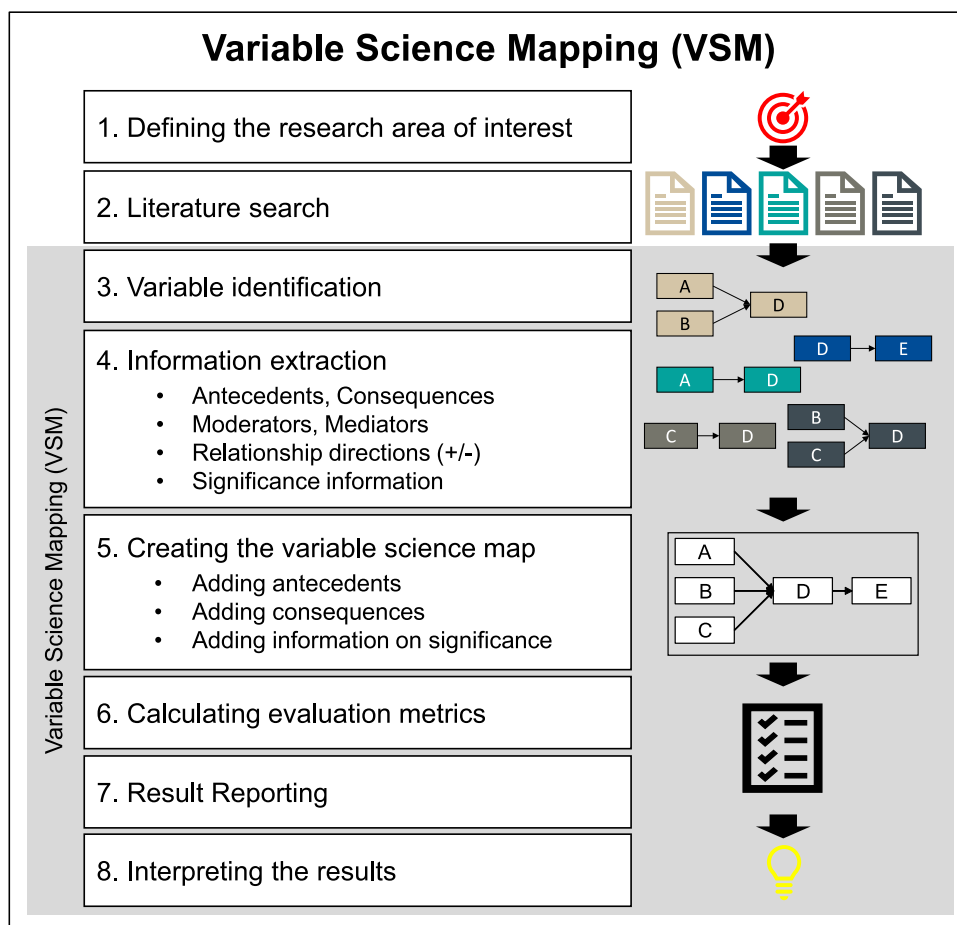 Variable Science Mapping (VSM)
1. Defining the research area of interest
2. Literature search
Variable Science Mapping (VSM)
3. Variable identification
4. Information extraction
• Antecedents, Consequences
• Moderators, Mediators
• Relationship directions (+/-)
• Significance information
5. Creating the variable science map
• Adding antecedents
• Adding consequences
• Adding information on significance
6. Calculating evaluation metrics
7. Result Reporting
8. Interpreting the results
A
B
D
D
E
A
D
C
D
B
C
D
A
B
C
D
E